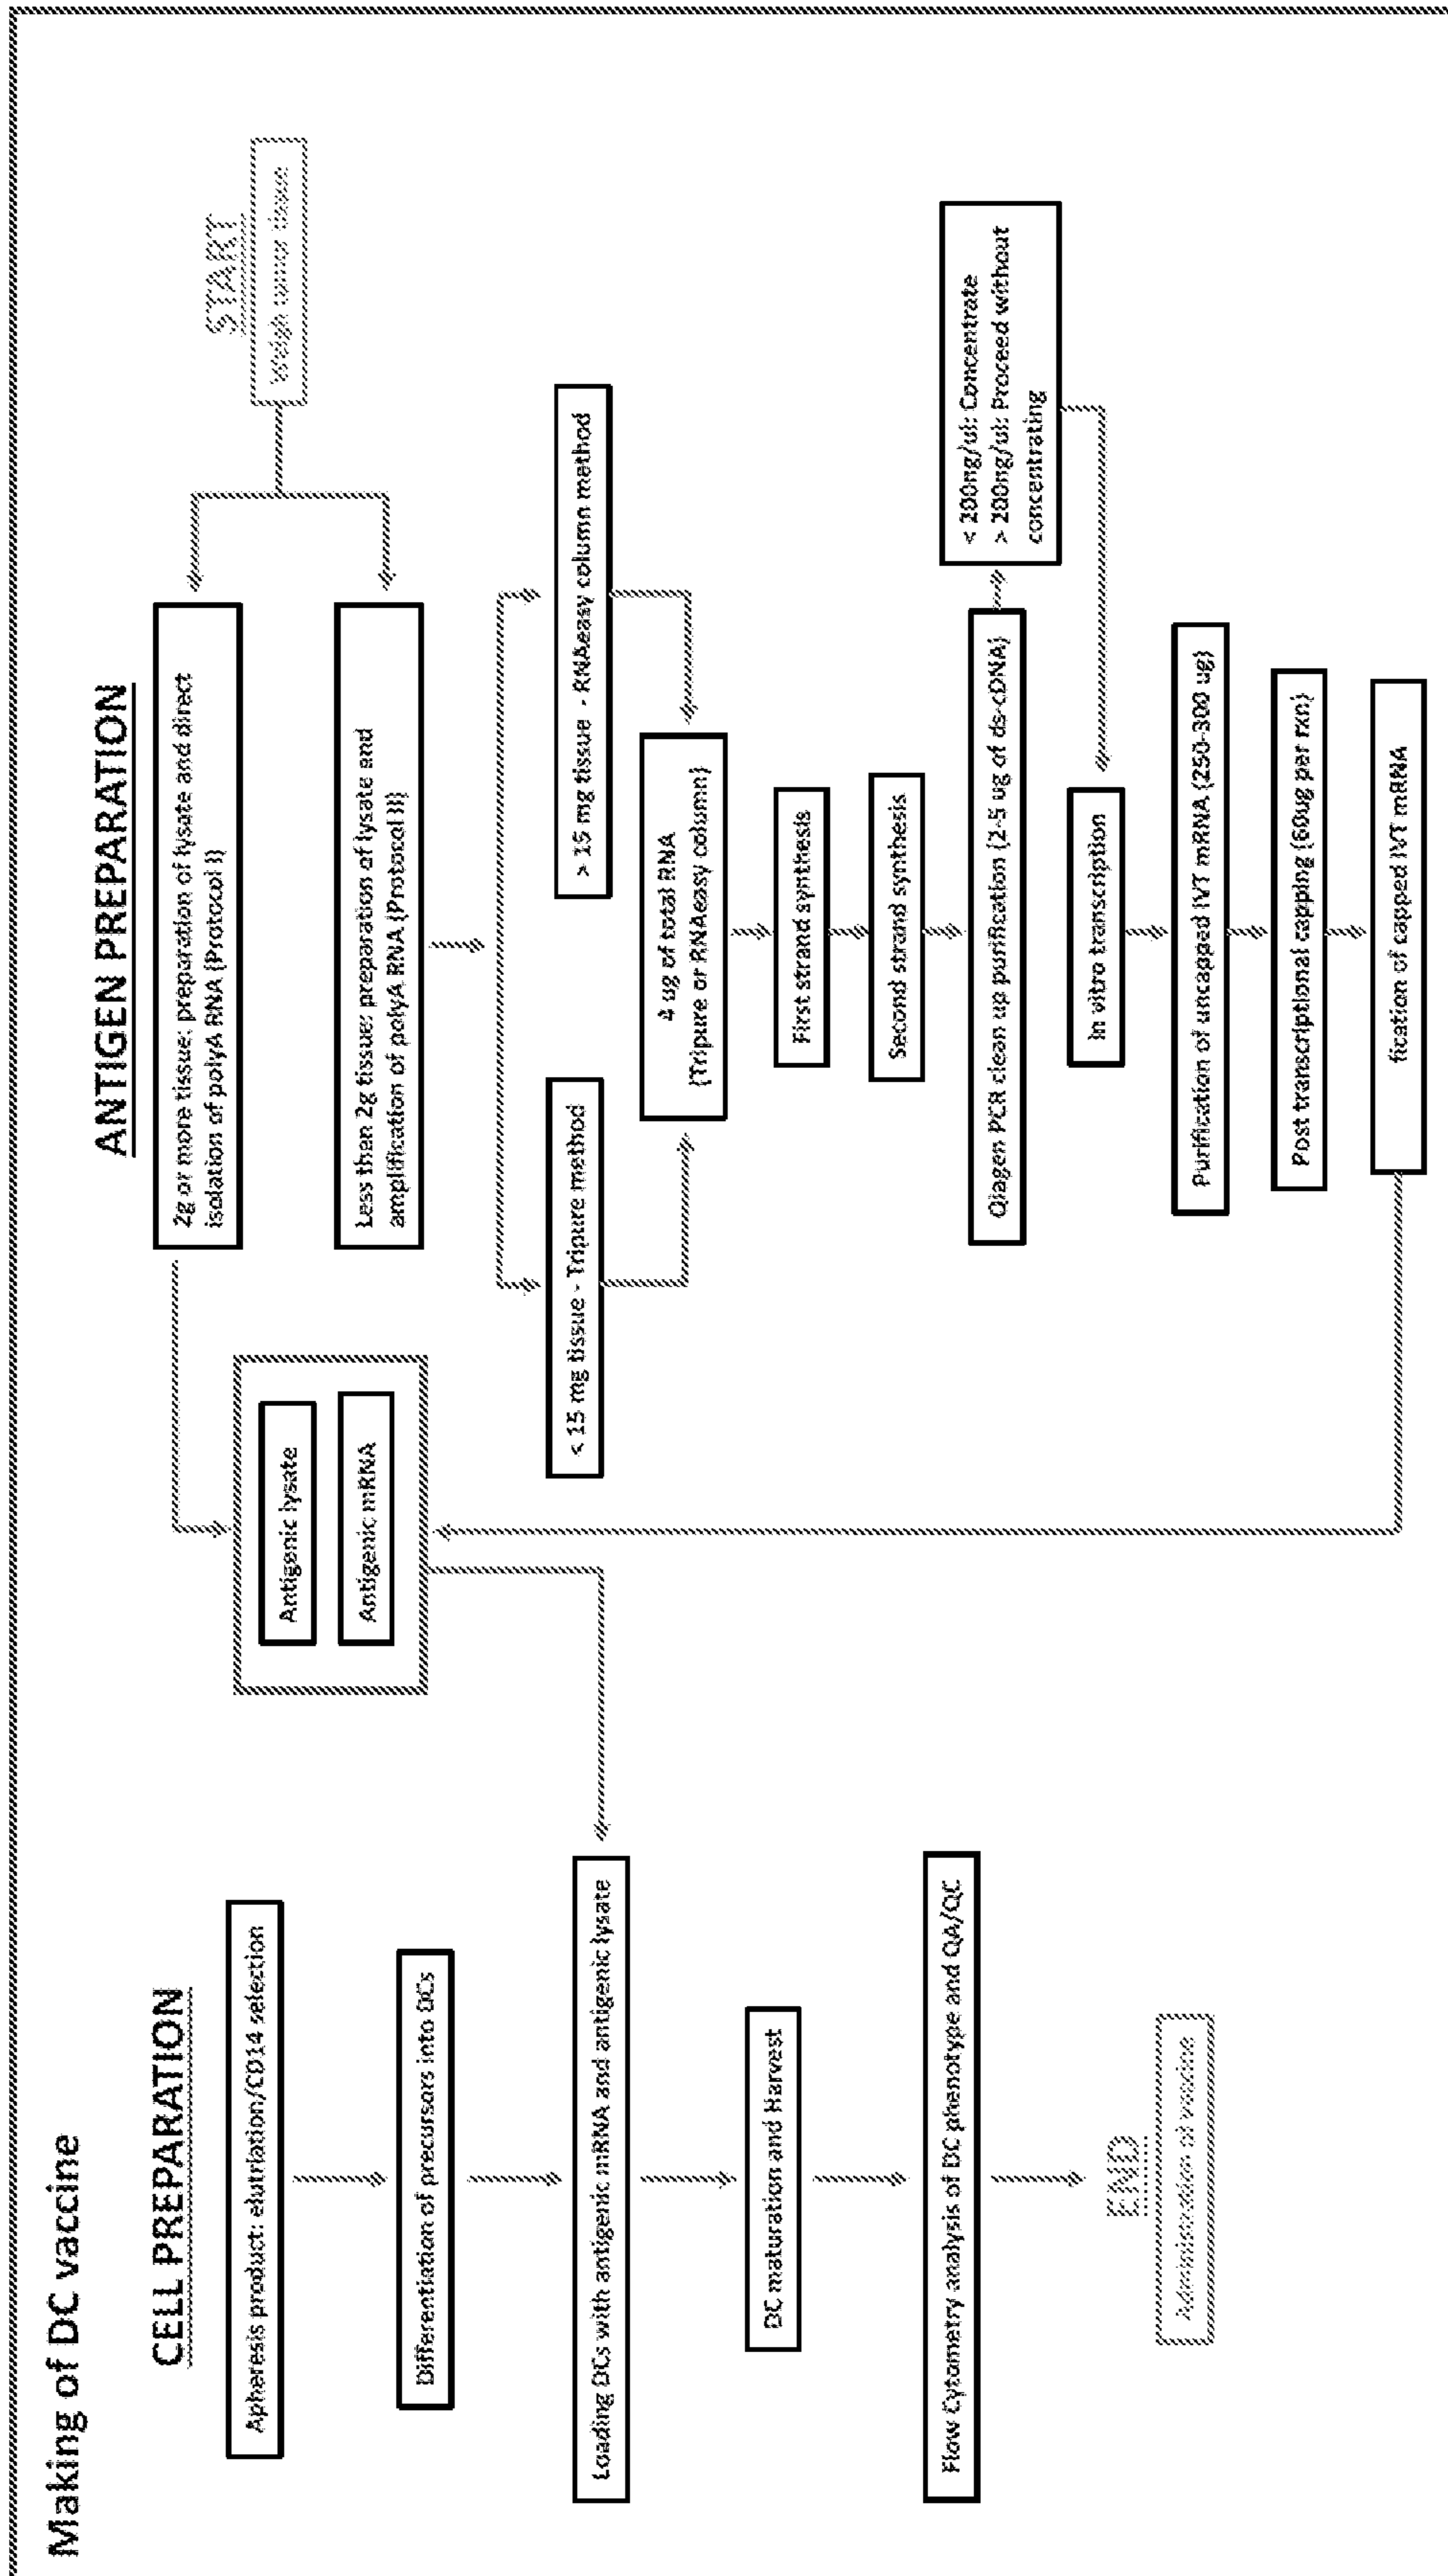 Making of DC vaccine
CELL PREPARATION
Apheresis product: elutriation/CD14 selection
Differentiation of precursors into DCs
Loading DCs with antigenic mRNA and antigenic lysate
DC maturation and Harvest
Flow Cytometry analysis of DC phenotype and QA/QC
END
Administration of vaccine
ANTIGEN PREPARATION
START
Weigh tumor tissue
2g or more tissue: preparation of lysate and direct
isolation of polyA RNA (Protocol I)
Less than 2g tissue: preparation of lysate and
amplification of polyA RNA (Protocol II)
Antigenic lysate
Antigenic mRNA
< 15 mg tissue - Tripure method
> 15 mg tissue - RNAeasy column method
4 ug of total RNA
(Tripure or RNAeasy column)
First strand synthesis
Second strand synthesis
Qiagen PCR clean up purification (2-5 ug of ds-cDNA)
< 200ng/ul: Concentrate
> 200ng/ul: Proceed without
concentrating
In vitro transcription
Purification of uncapped IVT mRNA (250-300 ug)
Post transcriptional capping (60ug per rxn)
fication of capped IVT mRNA